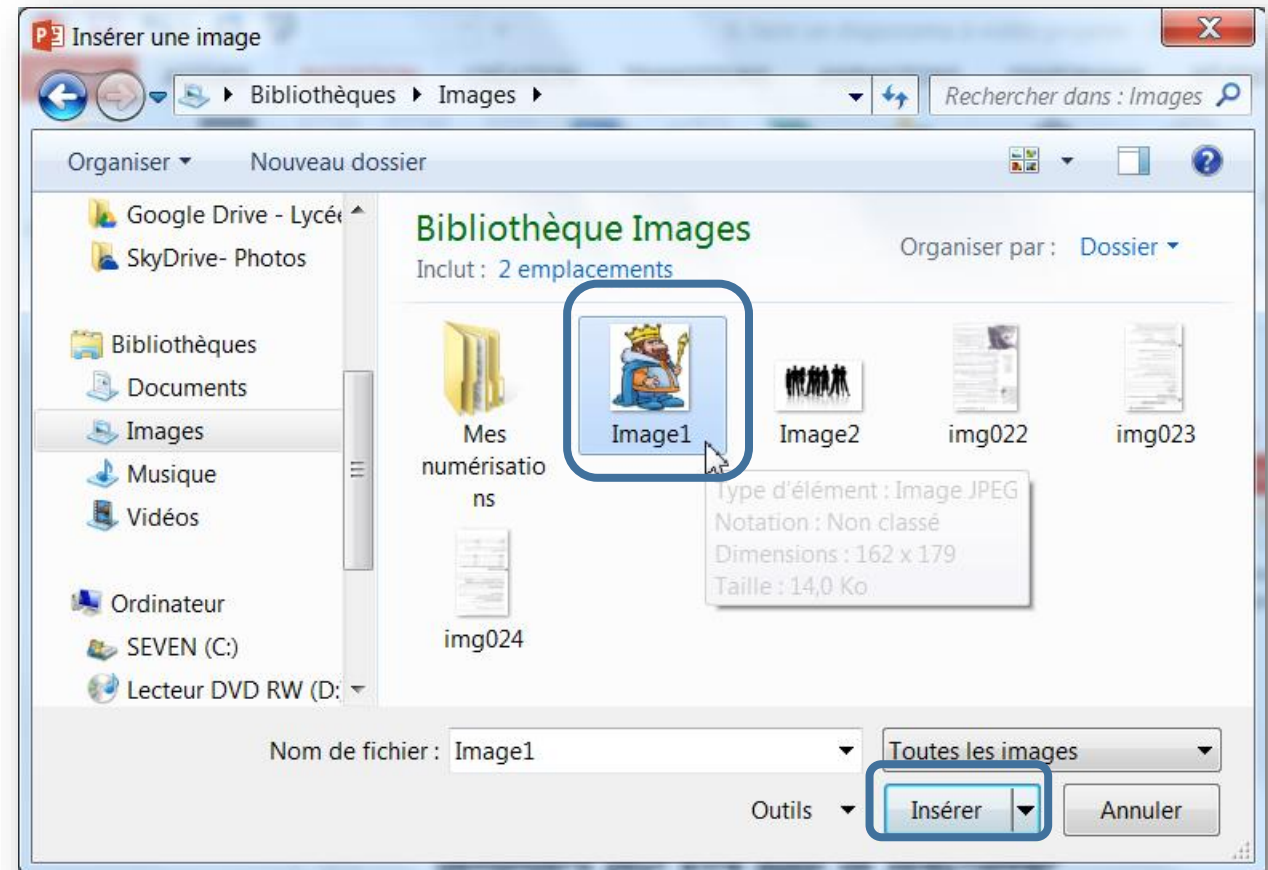 Insérer une image
Bibliothèques Images
Rechercher dans : Images
Organiser Nouveau dossier
Google Drive - Lycé
SkyDrive- Photos
Bibliothèques
Documents
Images
Musique
Vidéos
Ordinateur
SEVEN (C:)
Lecteur DVD RW (D:
Bibliothèque Images
Inclut : 2 emplacements
Organiser par : Dossier
Mes
numérisatio
ns
Image1
Image2
img022
img023
Type d'élément : Image JPEG
Notation : Non classé
Dimensions : 162 x 179
Taille : 14,0 Ko
img024
Nom de fichier : Image1
Toutes les images
Outils Insérer Annuler